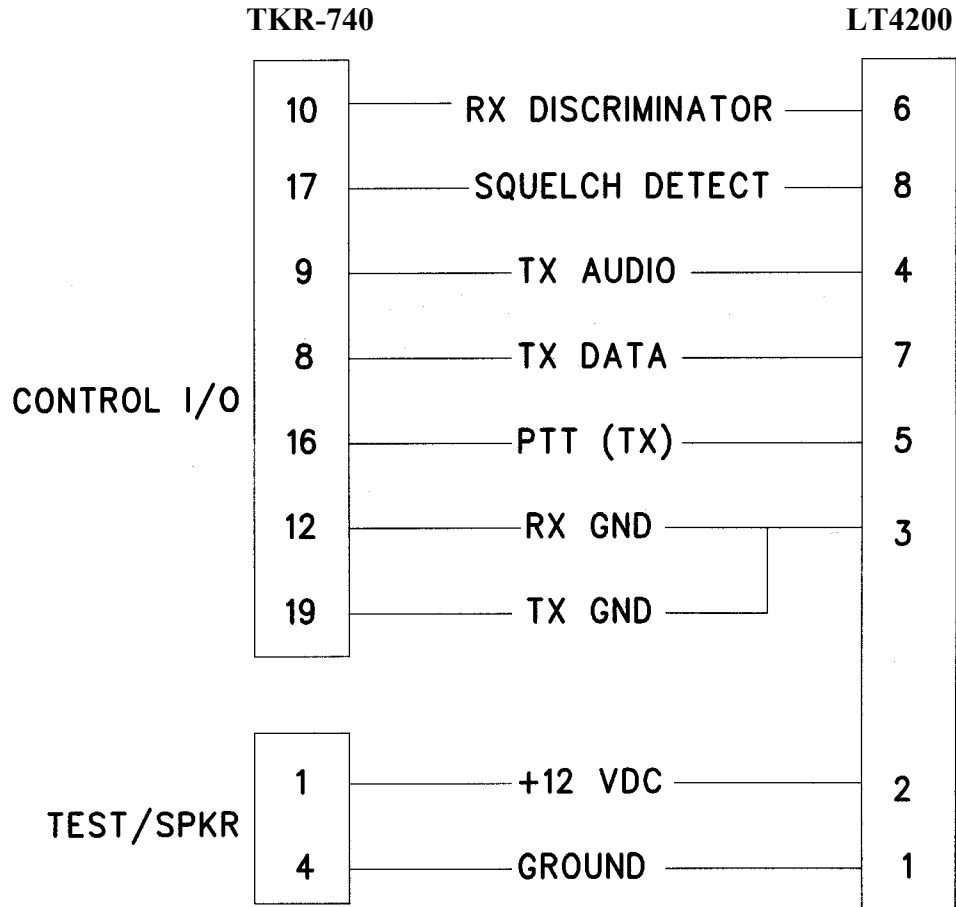 TKR-740 LT4200
10 RX DISCRIMINATOR 6
17 SQUELCH DETECT 8
9 TX AUDIO 4
8 TX DATA 7
CONTROL I/O
16 PTT (TX) 5
12 RX GND 3
19 TX GND
1 +12 VDC 2
TEST/SPKR
4 GROUND 1